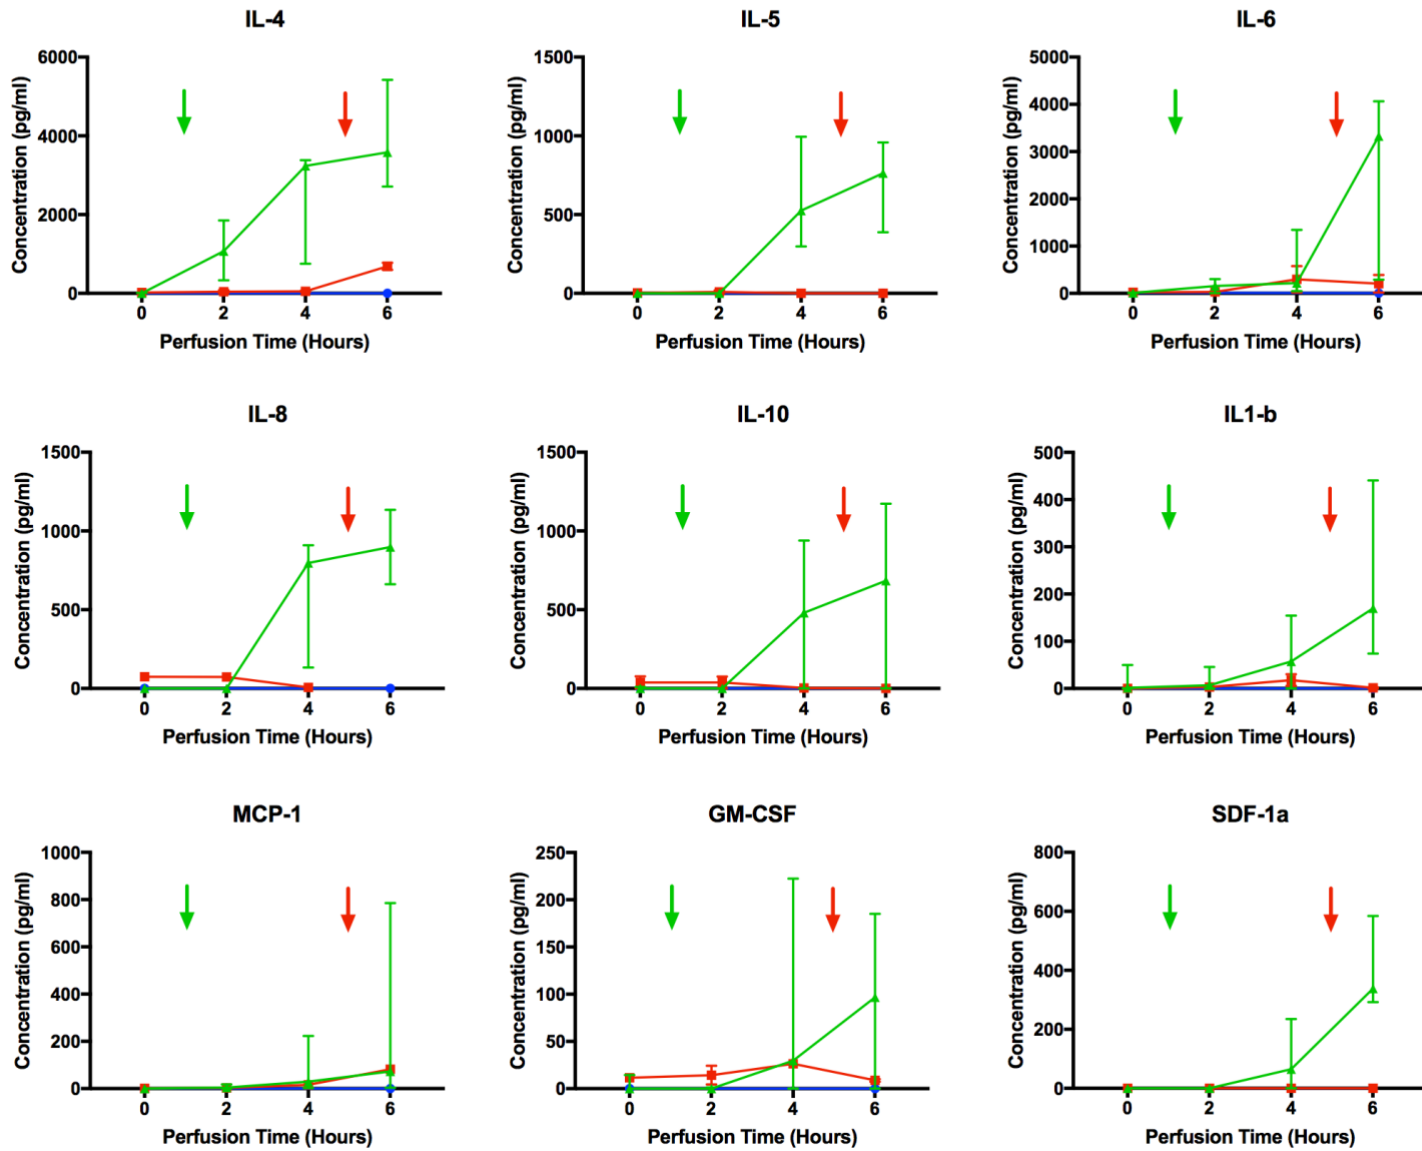 IL-4
6000
4000
2000
0
Concentration (pg/ml)
0 2 4 6
Perfusion Time (Hours)
IL-5
1500
1000
500
0
Concentration (pg/ml)
0 2 4 6
Perfusion Time (Hours)
IL-6
5000
4000
3000
2000
1000
0
Concentration (pg/ml)
0 2 4 6
Perfusion Time (Hours)
IL-8
1500
1000
500
0
Concentration (pg/ml)
0 2 4 6
Perfusion Time (Hours)
IL-10
1500
1000
500
0
Concentration (pg/ml)
0 2 4 6
Perfusion Time (Hours)
IL1-b
500
400
300
200
100
0
Concentration (pg/ml)
0 2 4 6
Perfusion Time (Hours)
MCP-1
1000
800
600
400
200
0
Concentration (pg/ml)
0 2 4 6
Perfusion Time (Hours)
GM-CSF
250
200
150
100
50
0
Concentration (pg/ml)
0 2 4 6
Perfusion Time (Hours)
SDF-1a
800
600
400
200
0
Concentration (pg/ml)
0 2 4 6
Perfusion Time (Hours)